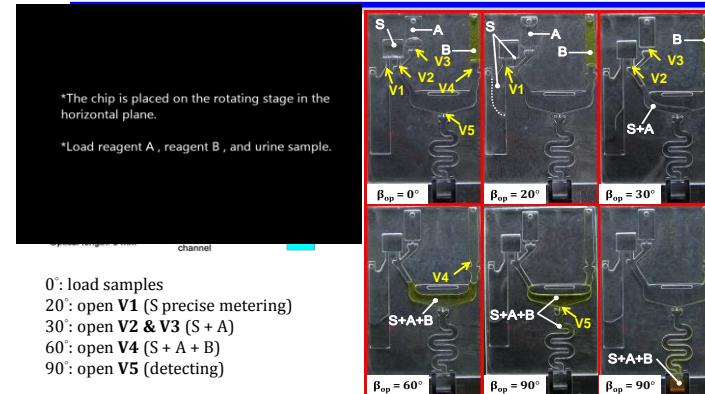 *The chip is placed on the rotating stage in the
horizontal plane.
*Load reagent A , reagent B , and urine sample.
channel
0°: load samples
20°: open V1 (S precise metering)
30°: open V2 & V3 (S + A)
60°: open V4 (S + A + B)
90°: open V5 (detecting)
S
A
B
V3
V1
V2
V4
V5
βop = 0°
S
A
B
V1
βop = 20°
B
V3
V2
S+A
βop = 30°
V4
S+A+B
βop = 60°
S+A+B
V5
βop = 90°
S+A+B
βop = 90°